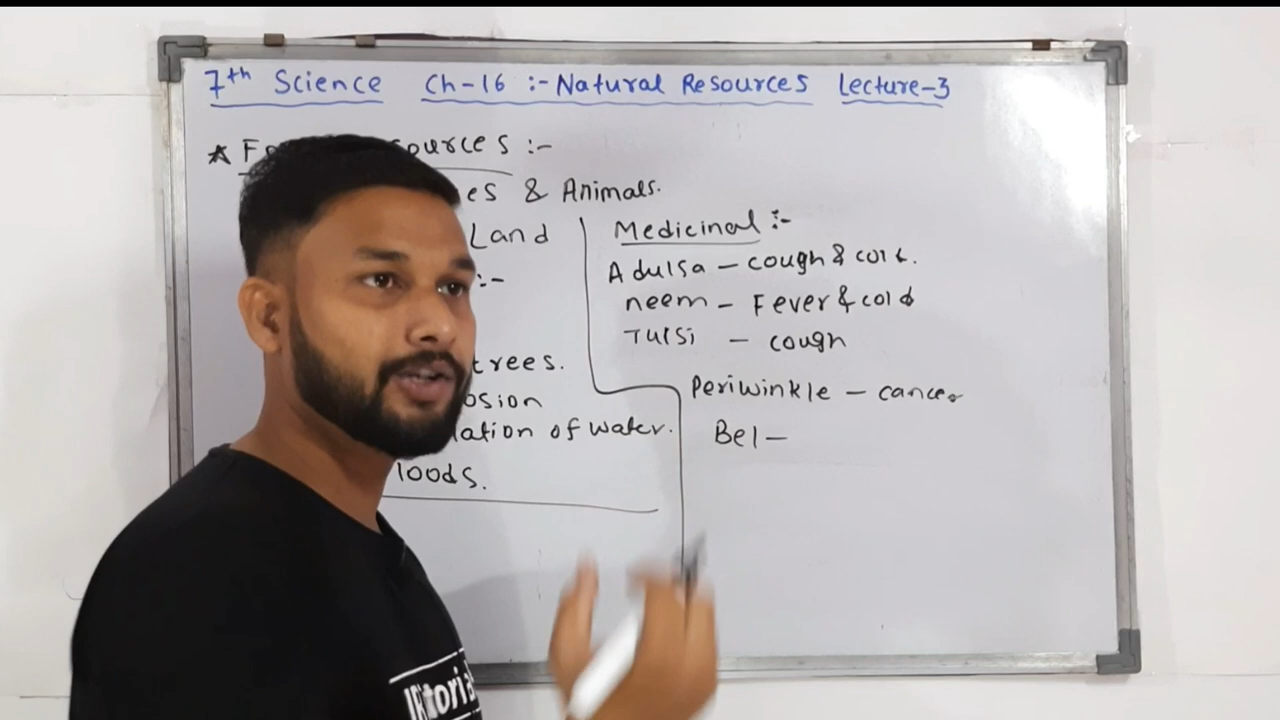 7th Science Ch-16 :- Natural Resources Lecture-3
ources :-
es & Animals.
Land
:-
trees.
osion
lation of water.
loods.
Medicinal :-
Adulsa - cough & cold.
neem - Fever & cold
Tulsi - cough
Periwinkle - cancer
Bel -